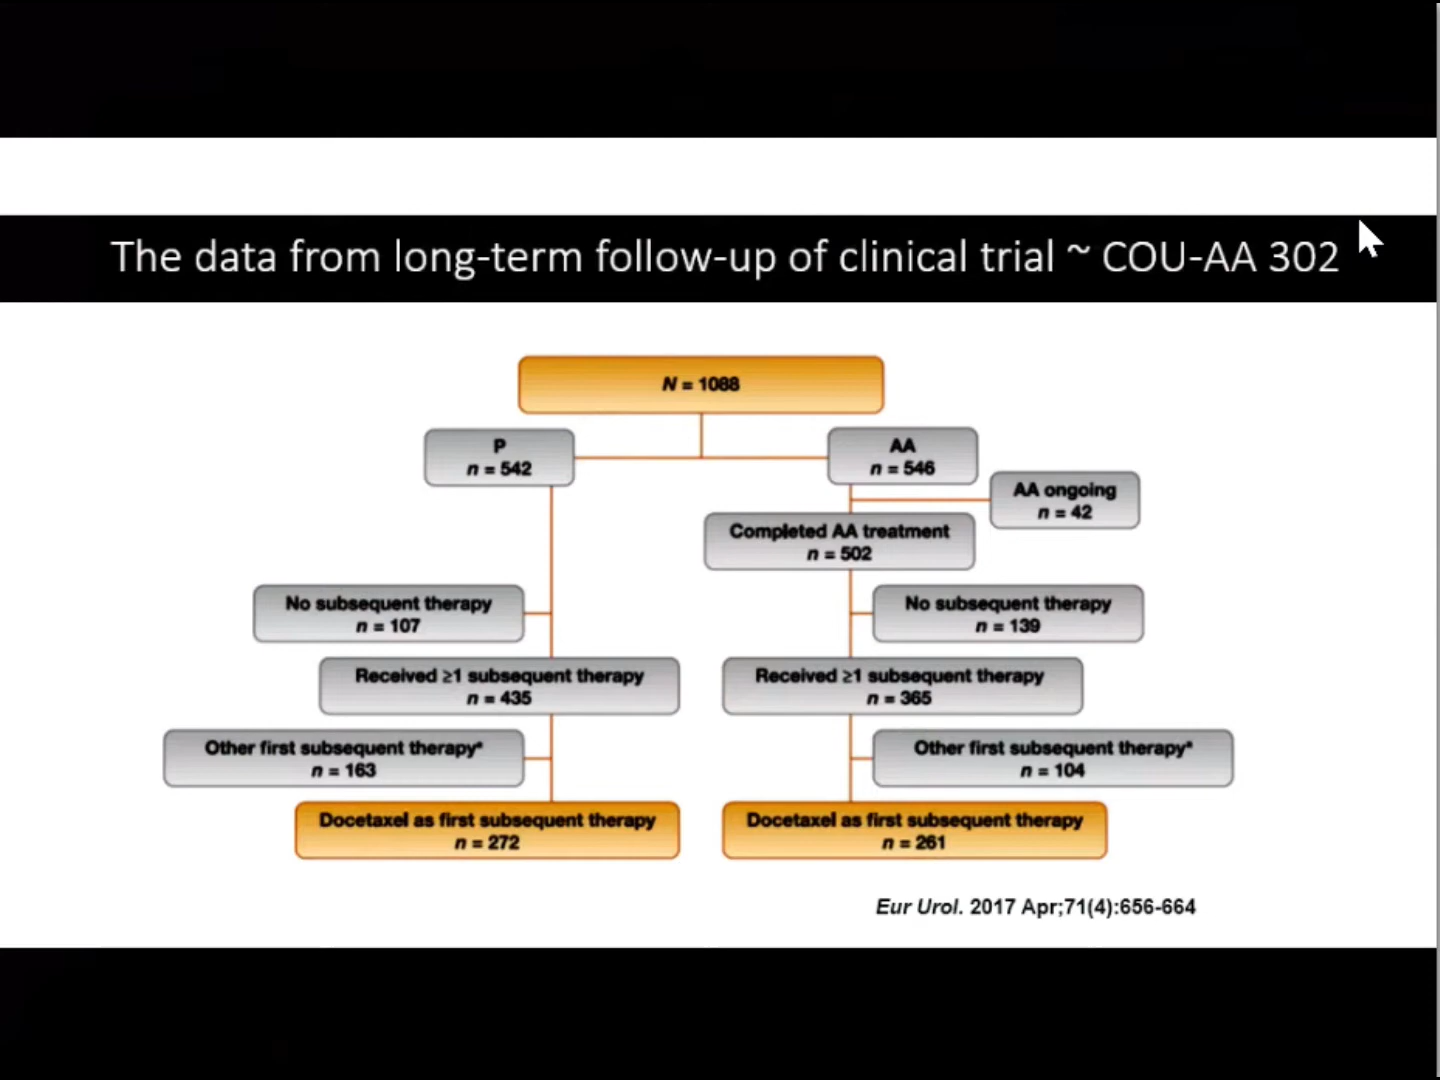 The data from long-term follow-up of clinical trial ~ COU-AA 302
N = 1088
P
n = 542
AA
n = 546
AA ongoing
n = 42
Completed AA treatment
n = 502
No subsequent therapy
n = 107
No subsequent therapy
n = 139
Received ≥1 subsequent therapy
n = 435
Received ≥1 subsequent therapy
n = 365
Other first subsequent therapy*
n = 163
Other first subsequent therapy*
n = 104
Docetaxel as first subsequent therapy
n = 272
Docetaxel as first subsequent therapy
n = 261
Eur Urol. 2017 Apr;71(4):656-664